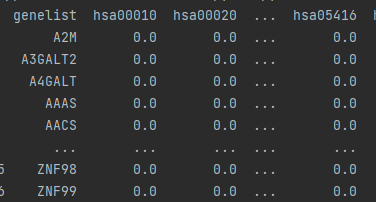 genelist hsa00010 hsa00020 ... hsa05416
A2M 0.0 0.0 ... 0.0
A3GALT2 0.0 0.0 ... 0.0
A4GALT 0.0 0.0 ... 0.0
AAAS 0.0 0.0 ... 0.0
AACS 0.0 0.0 ... 0.0
... ... ... ... ...
5 ZNF98 0.0 0.0 ... 0.0
6 ZNF99 0.0 0.0 ... 0.0